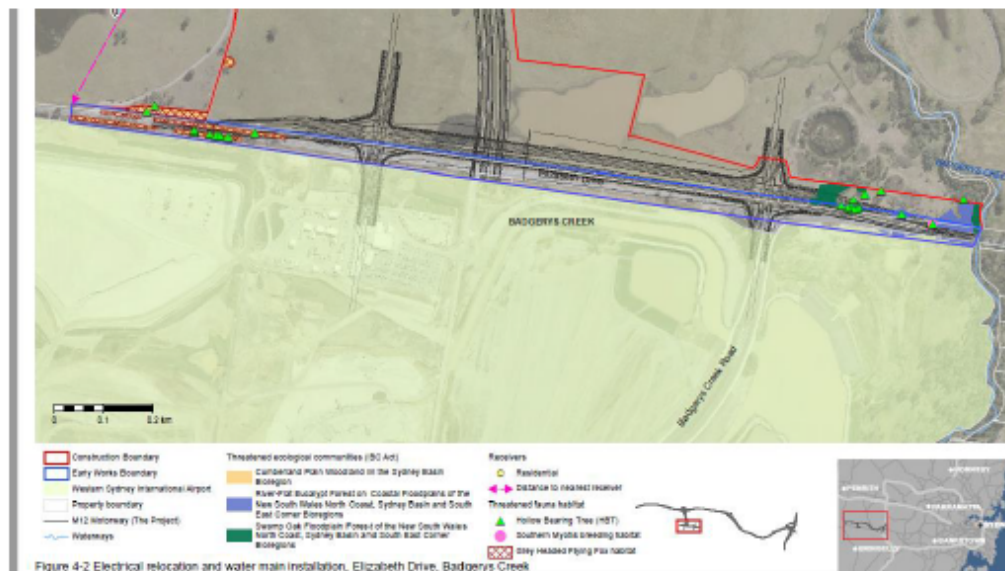 Elizabeth Drive
BADGERYS CREEK
Badgerys Creek Road
0 0.1 0.2 km
Construction Boundary
Early Works Boundary
Western Sydney International Airport
Property boundary
M12 Motorway (The Project)
Waterways
Threatened ecological communities (BC Act)
Cumberland Plain Woodland in the Sydney Basin
Bioregion
River-Flat Eucalypt Forest on Coastal Floodplains of the
New South Wales North Coast, Sydney Basin and South
East Corner Bioregions
Swamp Oak Floodplain Forest of the New South Wales
North Coast, Sydney Basin and South East Corner
Bioregions
Receivers
Residential
Distance to nearest receiver
Threatened fauna habitat
Hollow Bearing Tree (HBT)
Southern Myotis breeding habitat
Grey Headed Flying Fox habitat
PENRITH
PARRAMATTA
BANKSTOWN
Figure 4-2 Electrical relocation and water main installation, Elizabeth Drive, Badgerys Creek